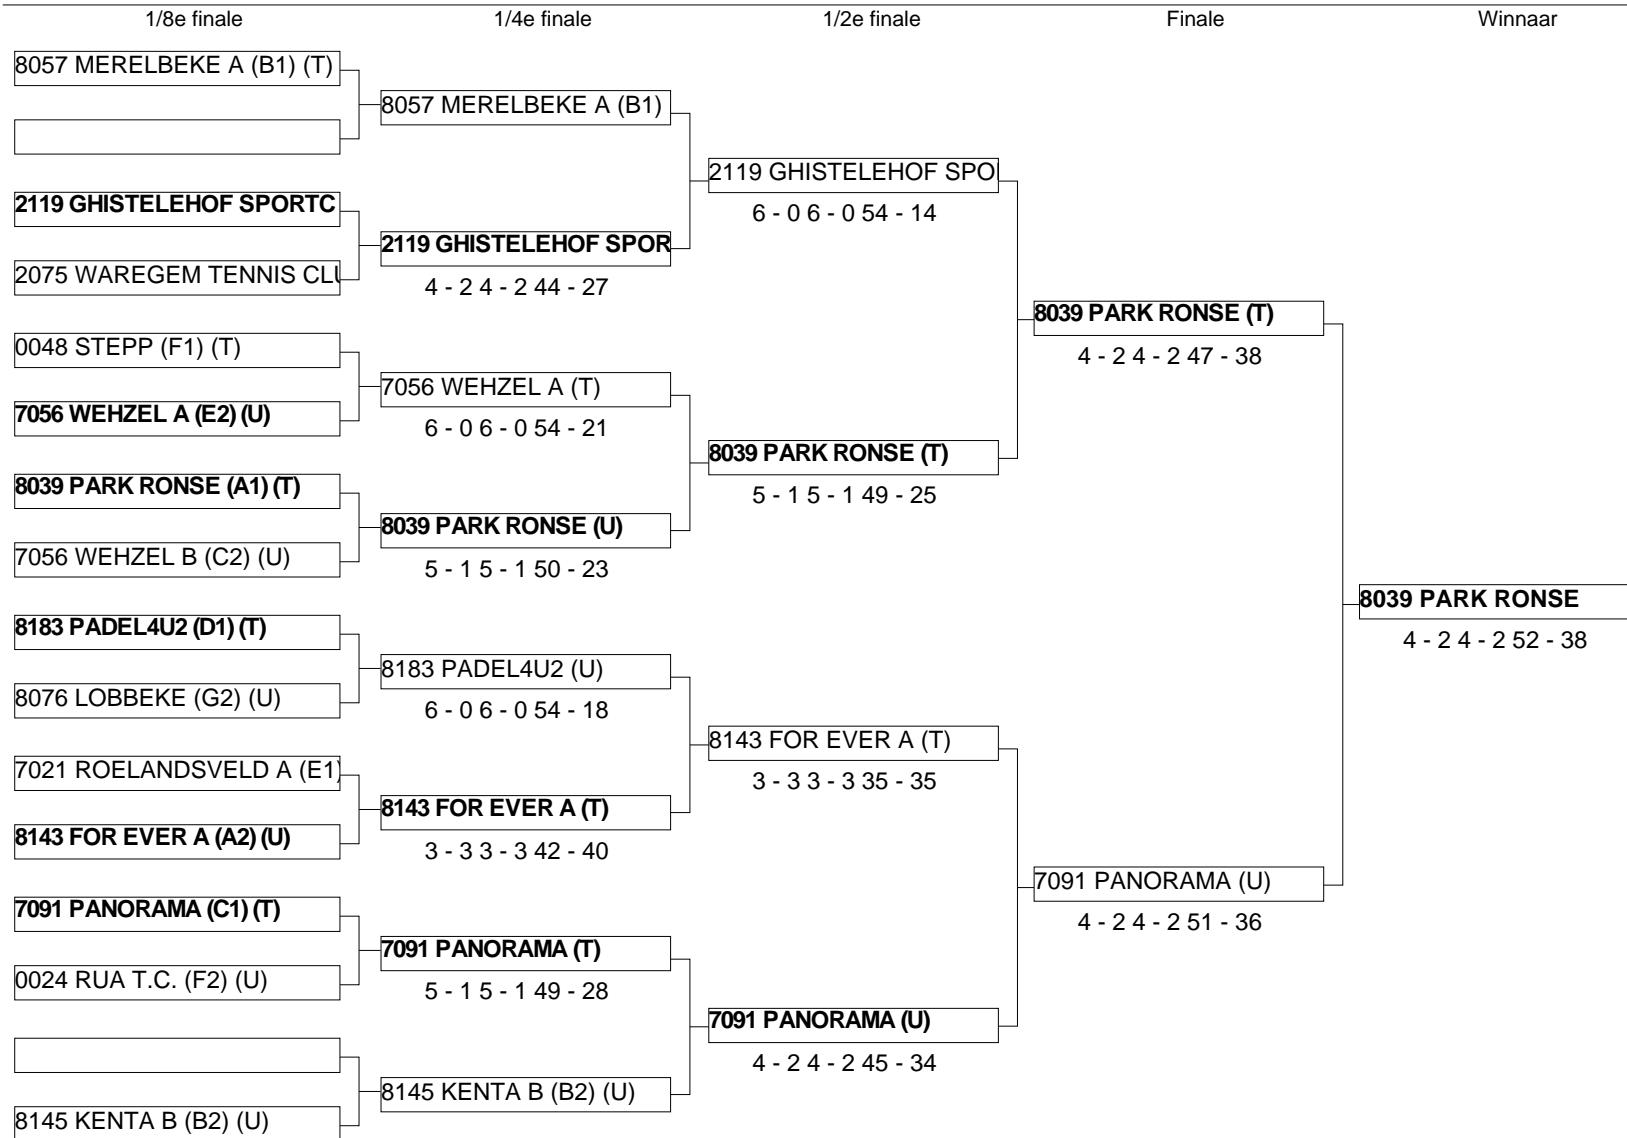 1/8e finale
1/4e finale
1/2e finale
Finale
Winnaar
8057 MERELBEKE A (B1) (T)
2119 GHISTELEHOF SPORTC
2075 WAREGEM TENNIS CLU
0048 STEPP (F1) (T)
7056 WEHZEL A (E2) (U)
8039 PARK RONSE (A1) (T)
7056 WEHZEL B (C2) (U)
8183 PADEL4U2 (D1) (T)
8076 LOBBEKE (G2) (U)
7021 ROELANDSVELD A (E1)
8143 FOR EVER A (A2) (U)
7091 PANORAMA (C1) (T)
0024 RUA T.C. (F2) (U)
8145 KENTA B (B2) (U)
8057 MERELBEKE A (B1)
2119 GHISTELEHOF SPOR
4 - 2 4 - 2 44 - 27
7056 WEHZEL A (T)
6 - 0 6 - 0 54 - 21
8039 PARK RONSE (U)
5 - 1 5 - 1 50 - 23
8183 PADEL4U2 (U)
6 - 0 6 - 0 54 - 18
8143 FOR EVER A (T)
3 - 3 3 - 3 42 - 40
7091 PANORAMA (T)
5 - 1 5 - 1 49 - 28
8145 KENTA B (B2) (U)
2119 GHISTELEHOF SPO
6 - 0 6 - 0 54 - 14
8039 PARK RONSE (T)
5 - 1 5 - 1 49 - 25
8143 FOR EVER A (T)
3 - 3 3 - 3 35 - 35
7091 PANORAMA (U)
4 - 2 4 - 2 45 - 34
8039 PARK RONSE (T)
4 - 2 4 - 2 47 - 38
7091 PANORAMA (U)
4 - 2 4 - 2 51 - 36
8039 PARK RONSE
4 - 2 4 - 2 52 - 38